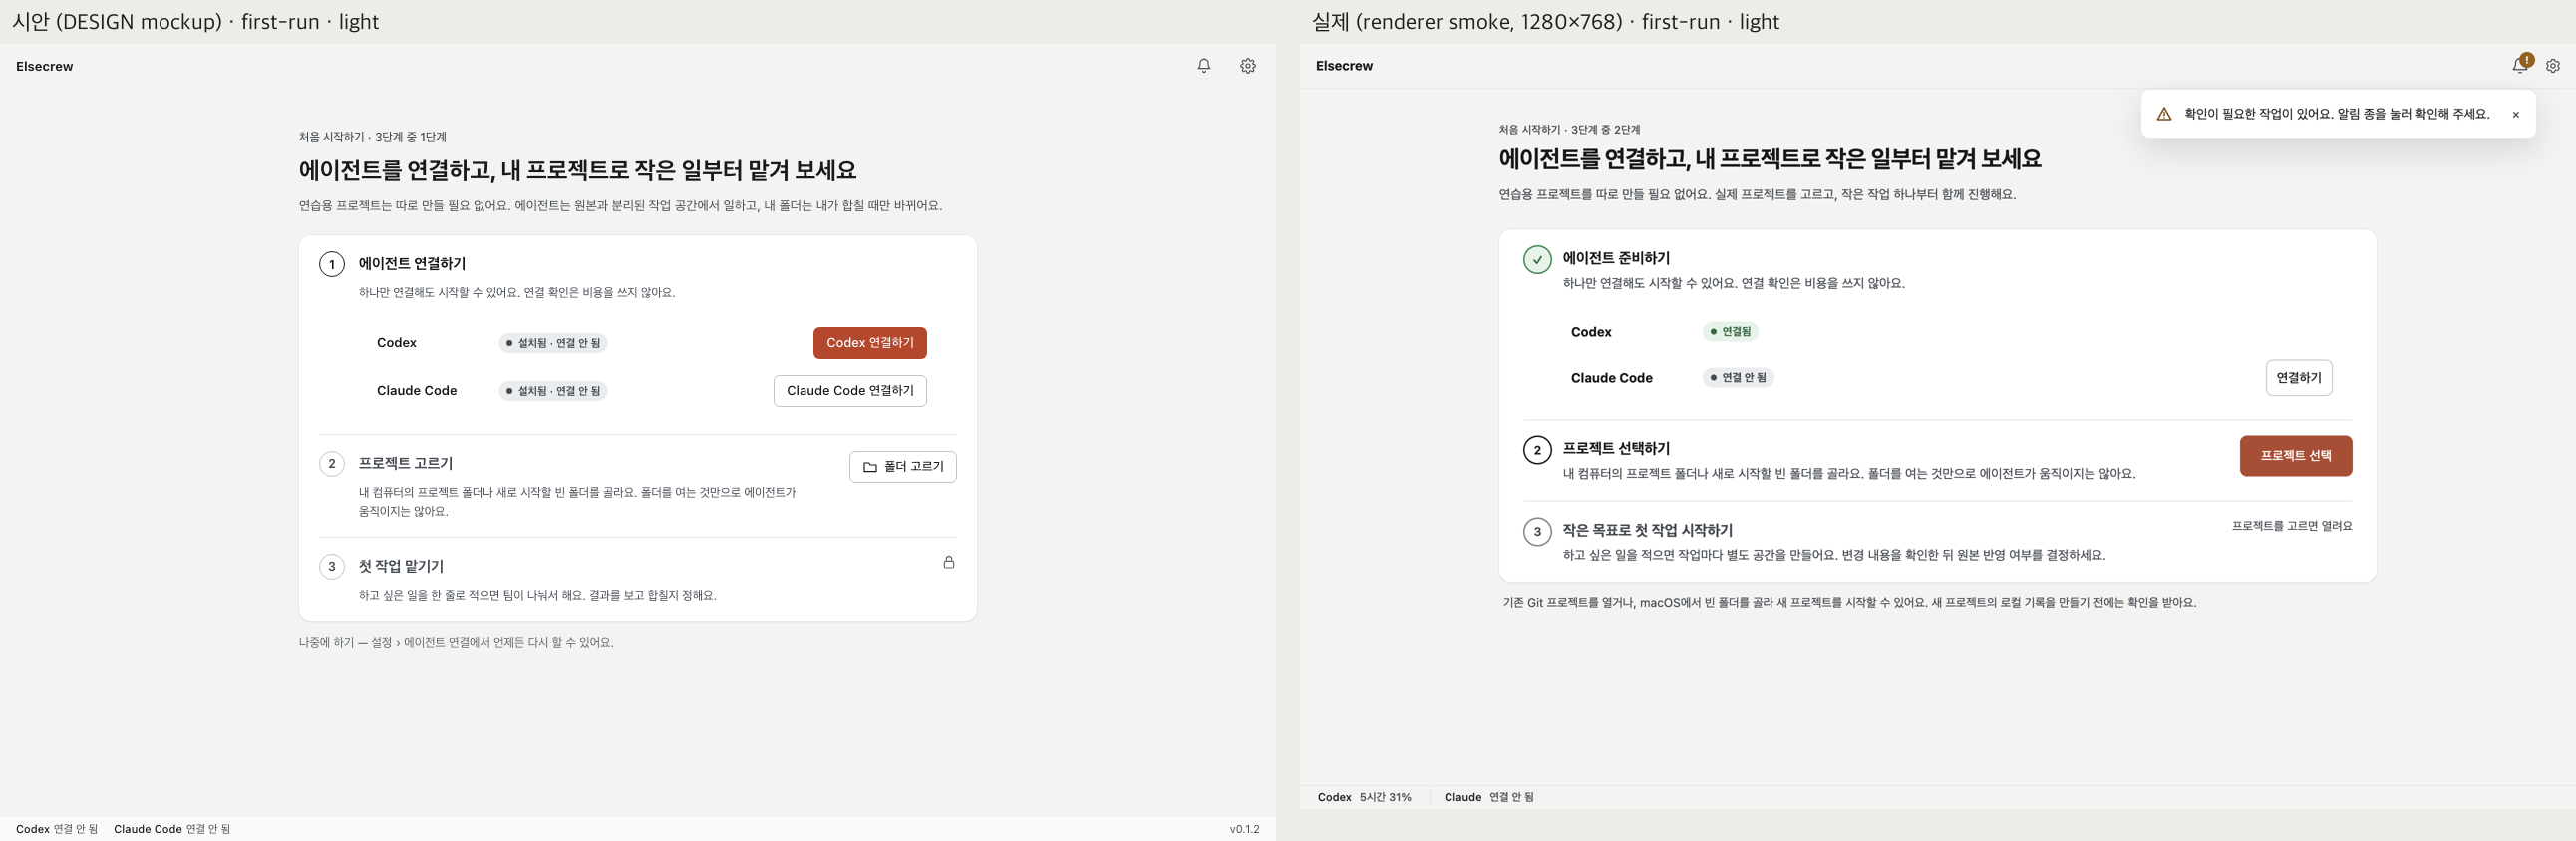 시안 (DESIGN mockup) · first-run · light
Elsecrew
처음 시작하기 · 3단계 중 1단계
에이전트를 연결하고, 내 프로젝트로 작은 일부터 맡겨 보세요
연습용 프로젝트는 따로 만들 필요 없어요. 에이전트는 원본과 분리된 작업 공간에서 일하고, 내 폴더는 내가 합칠 때만 바뀌어요.
1 에이전트 연결하기
하나만 연결해도 시작할 수 있어요. 연결 확인은 비용을 쓰지 않아요.
Codex 설치됨 · 연결 안 됨 Codex 연결하기
Claude Code 설치됨 · 연결 안 됨 Claude Code 연결하기
2 프로젝트 고르기 폴더 고르기
내 컴퓨터의 프로젝트 폴더나 새로 시작할 빈 폴더를 골라요. 폴더를 여는 것만으로 에이전트가
움직이지는 않아요.
3 첫 작업 맡기기
하고 싶은 일을 한 줄로 적으면 팀이 나눠서 해요. 결과를 보고 합칠지 정해요.
나중에 하기 — 설정 › 에이전트 연결에서 언제든 다시 할 수 있어요.
Codex 연결 안 됨 Claude Code 연결 안 됨 v0.1.2
실제 (renderer smoke, 1280×768) · first-run · light
Elsecrew !
확인이 필요한 작업이 있어요. 알림 종을 눌러 확인해 주세요. ×
처음 시작하기 · 3단계 중 2단계
에이전트를 연결하고, 내 프로젝트로 작은 일부터 맡겨 보세요
연습용 프로젝트를 따로 만들 필요 없어요. 실제 프로젝트를 고르고, 작은 작업 하나부터 함께 진행해요.
에이전트 준비하기
하나만 연결해도 시작할 수 있어요. 연결 확인은 비용을 쓰지 않아요.
Codex 연결됨
Claude Code 연결 안 됨 연결하기
2 프로젝트 선택하기 프로젝트 선택
내 컴퓨터의 프로젝트 폴더나 새로 시작할 빈 폴더를 골라요. 폴더를 여는 것만으로 에이전트가 움직이지는 않아요.
3 작은 목표로 첫 작업 시작하기 프로젝트를 고르면 열려요
하고 싶은 일을 적으면 작업마다 별도 공간을 만들어요. 변경 내용을 확인한 뒤 원본 반영 여부를 결정하세요.
기존 Git 프로젝트를 열거나, macOS에서 빈 폴더를 골라 새 프로젝트를 시작할 수 있어요. 새 프로젝트의 로컬 기록을 만들기 전에는 확인을 받아요.
Codex 5시간 31% Claude 연결 안 됨